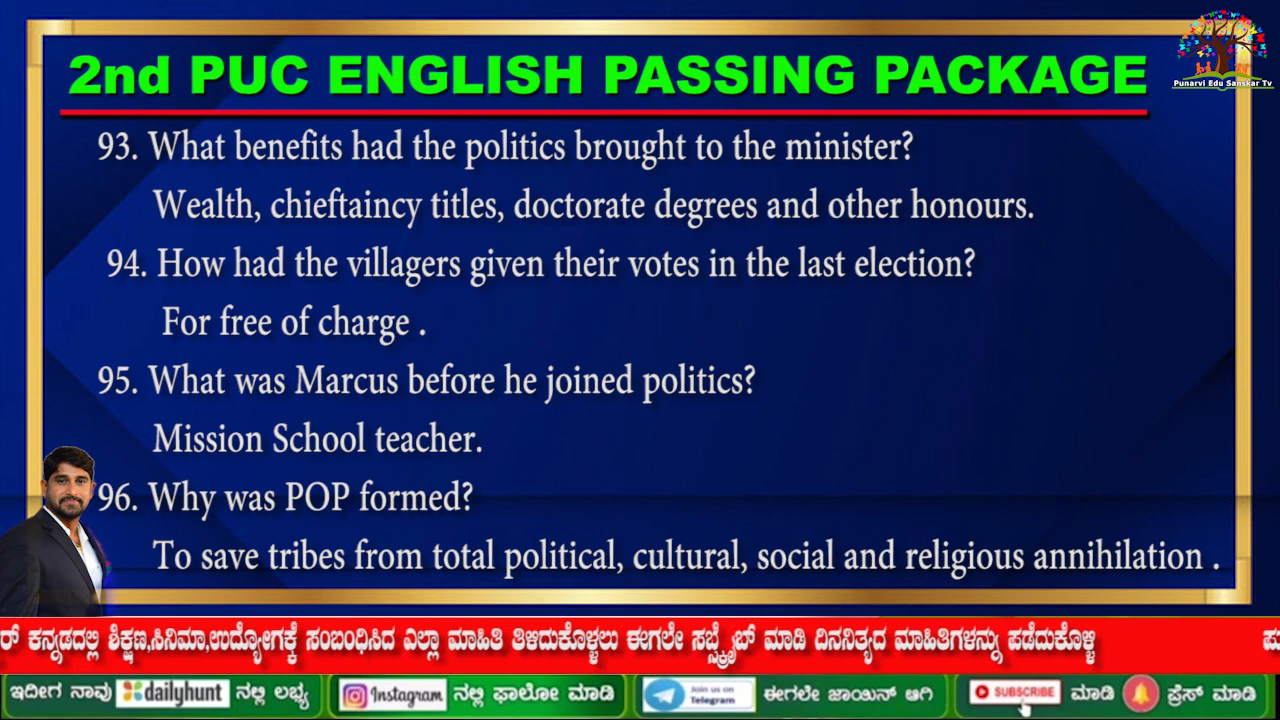 Punarvi Edu Sanskar Tv
2nd PUC ENGLISH PASSING PACKAGE
93. What benefits had the politics brought to the minister?
Wealth, chieftaincy titles, doctorate degrees and other honours.
94. How had the villagers given their votes in the last election?
For free of charge .
95. What was Marcus before he joined politics?
Mission School teacher.
96. Why was POP formed?
To save tribes from total political, cultural, social and religious annihilation .
ರ್ ಕನ್ನಡದಲ್ಲಿ ಶಿಕ್ಷಣ,ಸಿನಿಮಾ,ಉದ್ಯೋಗಕ್ಕೆ ಸಂಬಂಧಿಸಿದ ಎಲ್ಲಾ ಮಾಹಿತಿ ತಿಳಿದುಕೊಳ್ಳಲು ಈಗಲೇ ಸಬ್ಸ್ಕ್ರೈಬ್ ಮಾಡಿ ದಿನನಿತ್ಯದ ಮಾಹಿತಿಗಳನ್ನು ಪಡೆದುಕೊಳ್ಳಿ
ಇದೀಗ ನಾವು dailyhunt ನಲ್ಲಿ ಲಭ್ಯ Instagram ನಲ್ಲಿ ಫಾಲೋ ಮಾಡಿ Join us on Telegram ಈಗಲೇ ಜಾಯಿನ್ ಆಗಿ SUBSCRIBE ಮಾಡಿ ಪ್ರೆಸ್ ಮಾಡಿ